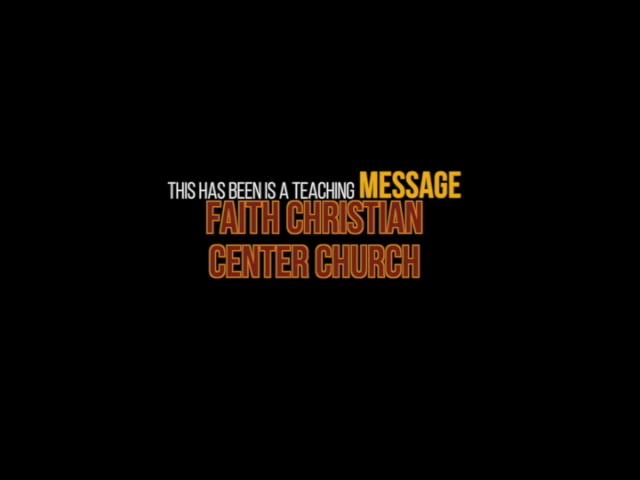 THIS HAS BEEN IS A TEACHING MESSAGE
FAITH CHRISTIAN
CENTER CHURCH